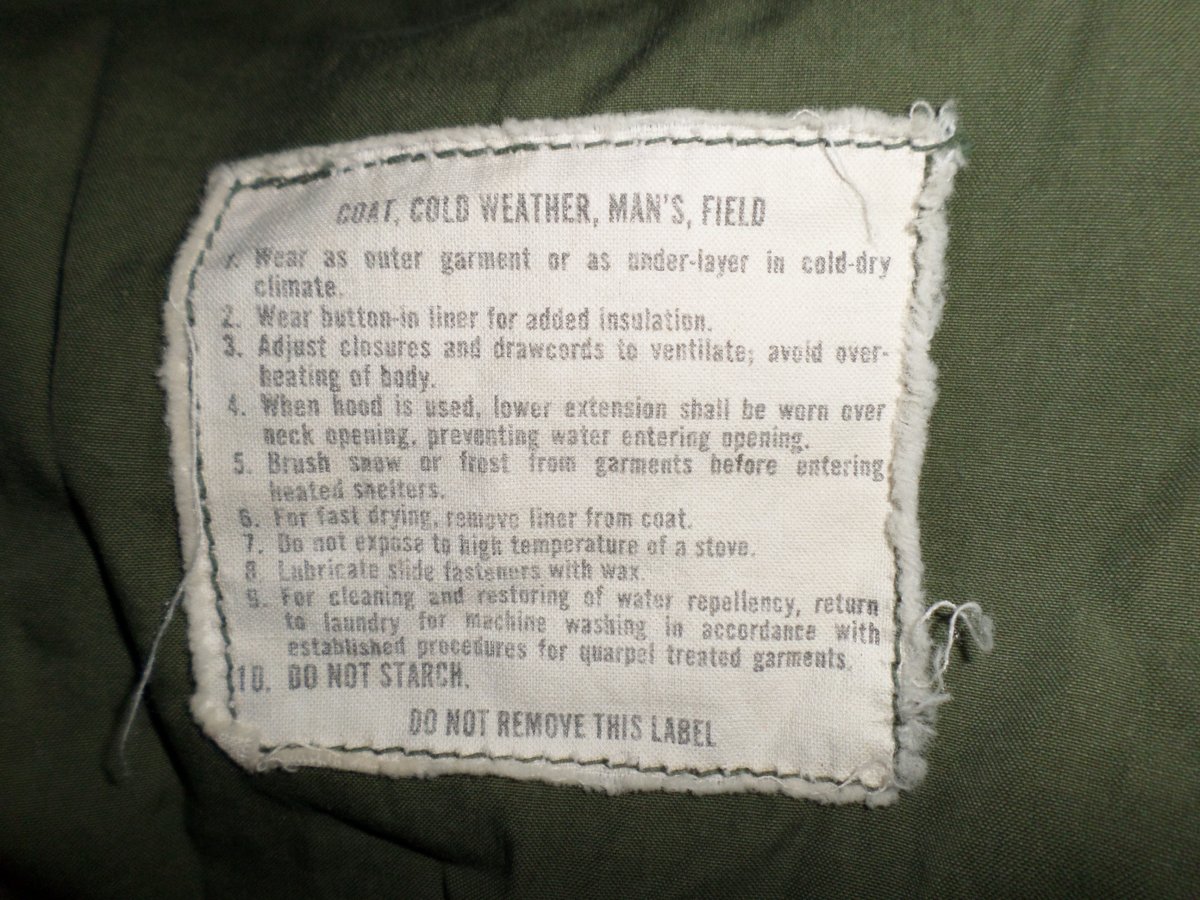 COAT, COLD WEATHER, MAN'S, FIELD
1. Wear as outer garment or as under-layer in cold-dry
climate.
2. Wear button-in liner for added insulation.
3. Adjust closures and drawcords to ventilate; avoid over-
heating of body.
4. When hood is used, lower extension shall be worn over
neck opening, preventing water entering opening.
5. Brush snow or frost from garments before entering
heated shelters.
6. For fast drying, remove liner from coat.
7. Do not expose to high temperature of a stove.
8. Lubricate slide fasteners with wax.
9. For cleaning and restoring of water repellency, return
to laundry for machine washing in accordance with
established procedures for quarpel treated garments.
10. DO NOT STARCH.
DO NOT REMOVE THIS LABEL